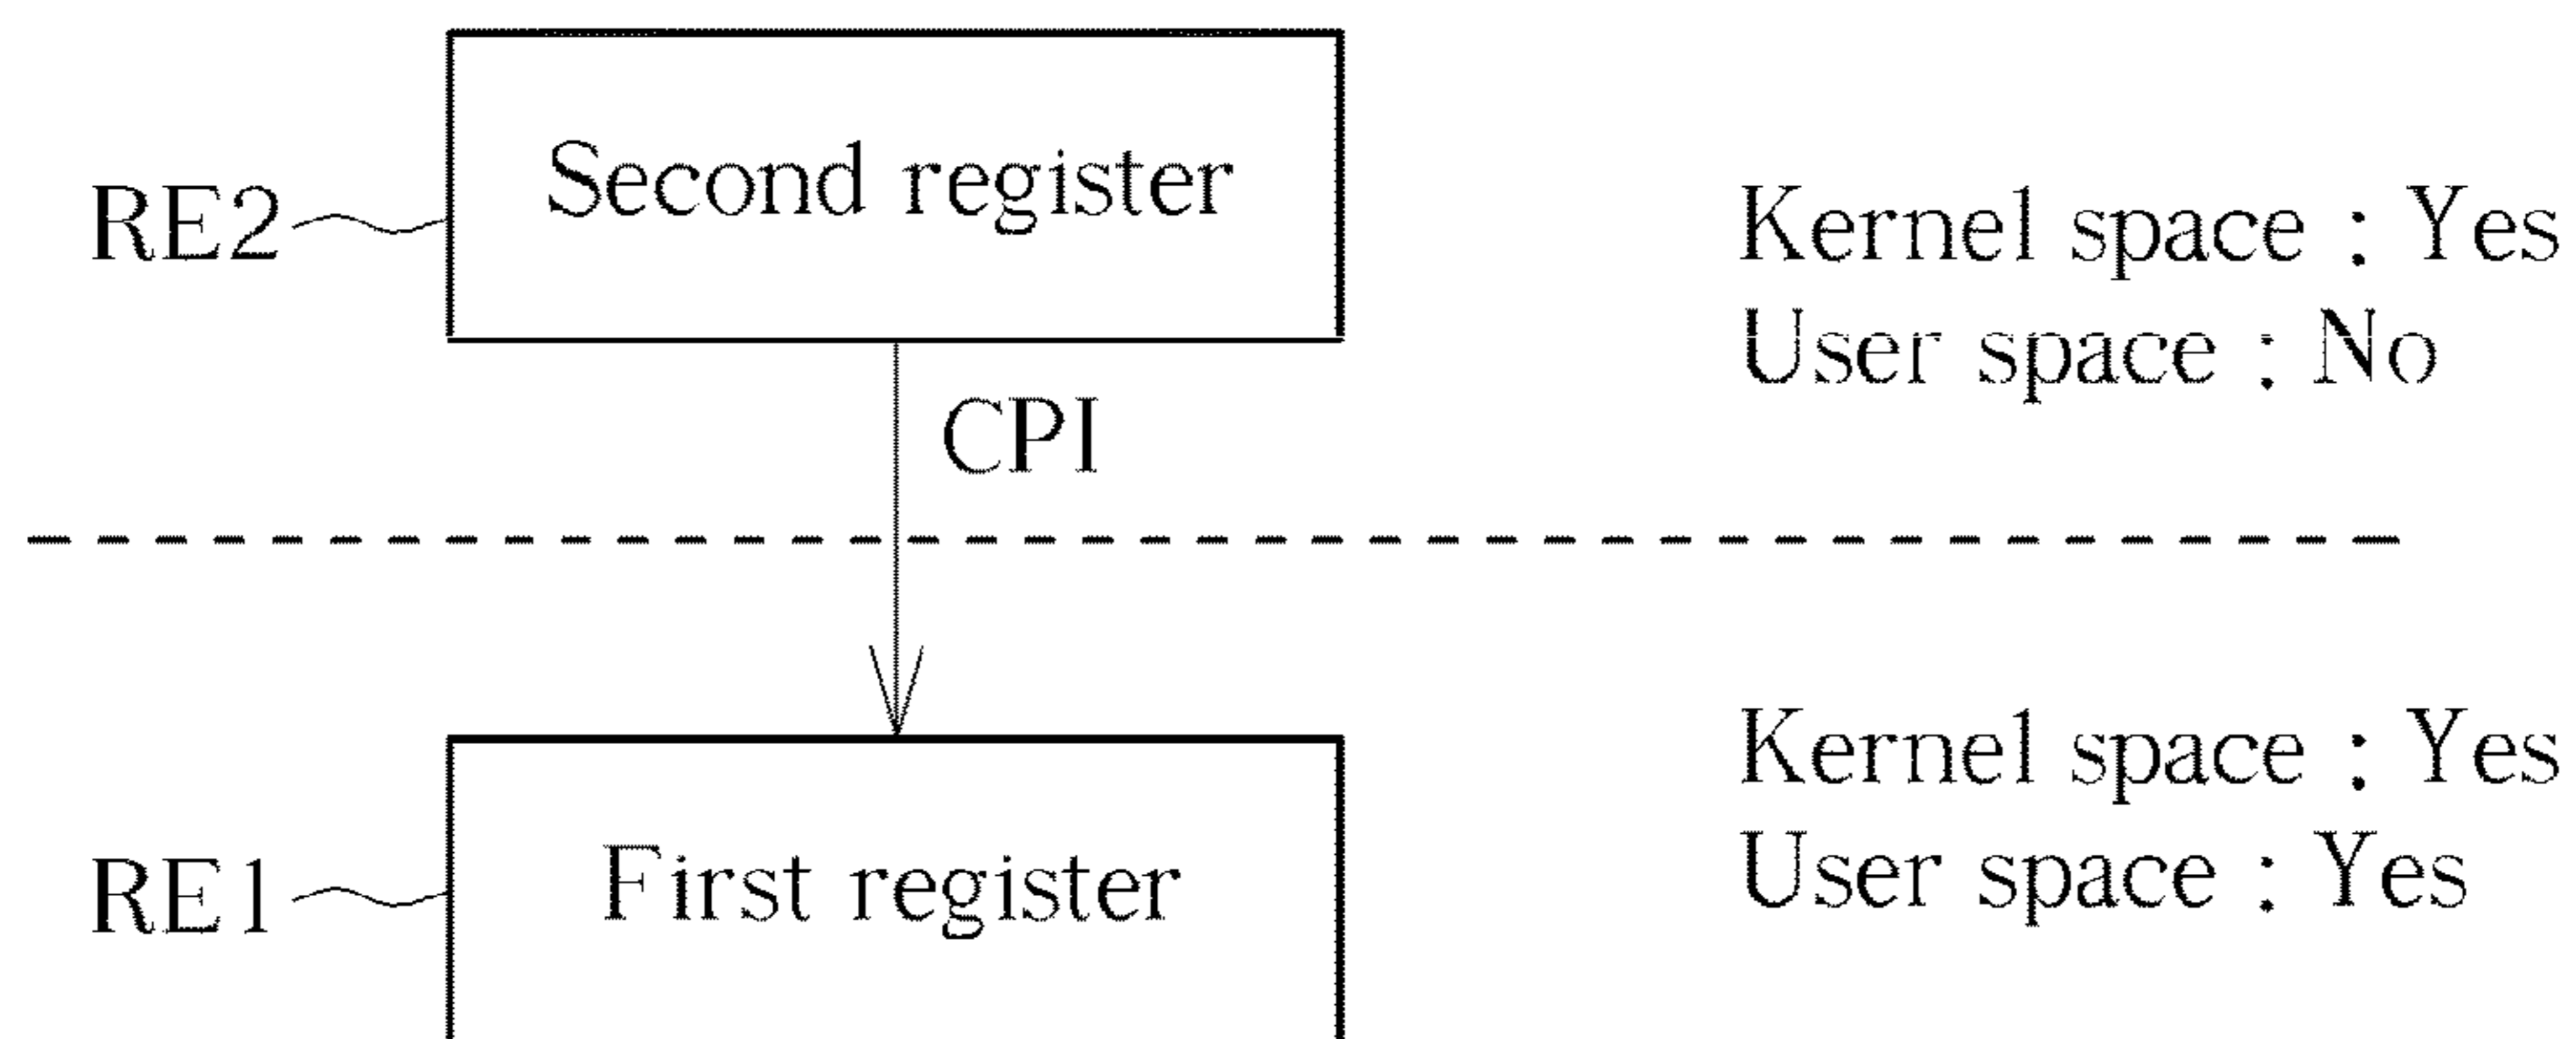 Second register
RE2
Kernel space : Yes
User space : No
CPI
Kernel space : Yes
User space : Yes
RE1
First register